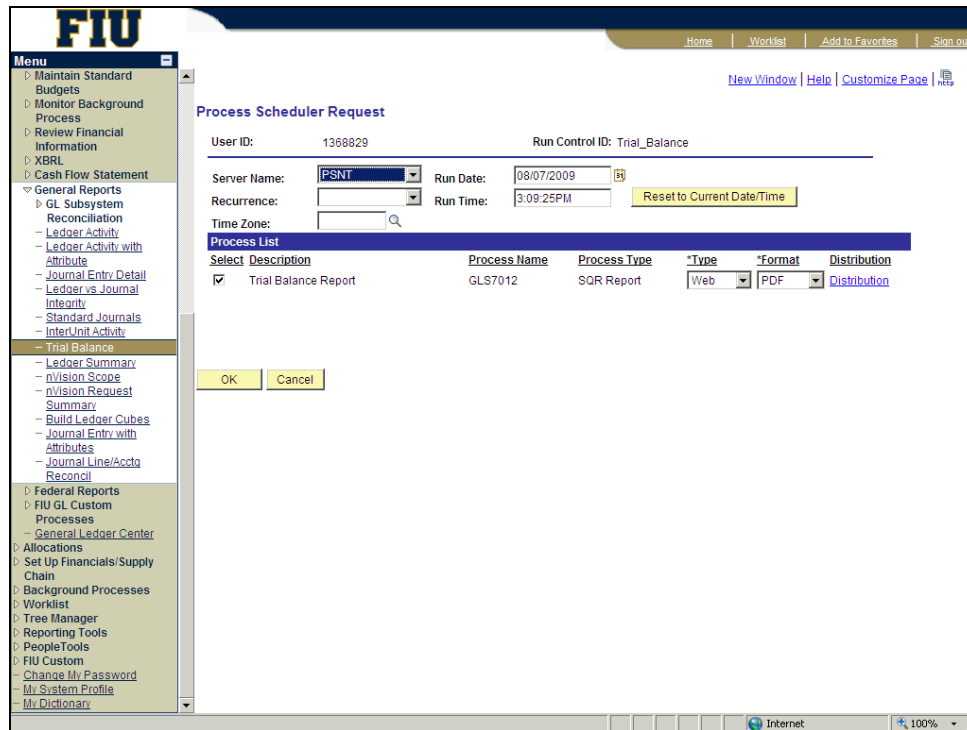 FIU
Home Worklist Add to Favorites Sign ou
Menu
Maintain Standard
Budgets
Monitor Background
Process
Review Financial
Information
XBRL
Cash Flow Statement
General Reports
GL Subsystem
Reconciliation
Ledger Activity
Ledger Activity with
Attribute
Journal Entry Detail
Ledger vs Journal
Integrity
Standard Journals
InterUnit Activity
Trial Balance
Ledger Summary
nVision Scope
nVision Request
Summary
Build Ledger Cubes
Journal Entry with
Attributes
Journal Line/Acctg
Reconcil
Federal Reports
FIU GL Custom
Processes
General Ledger Center
Allocations
Set Up Financials/Supply
Chain
Background Processes
Worklist
Tree Manager
Reporting Tools
PeopleTools
FIU Custom
Change My Password
My System Profile
My Dictionary
New Window | Help | Customize Page | http
Process Scheduler Request
User ID: 1368829 Run Control ID: Trial_Balance
Server Name: PSNT Run Date: 08/07/2009 31
Recurrence: Run Time: 3:09:25PM Reset to Current Date/Time
Time Zone:
Process List
Select Description Process Name Process Type *Type *Format Distribution
Trial Balance Report GLS7012 SQR Report Web PDF Distribution
OK Cancel
Internet 100%